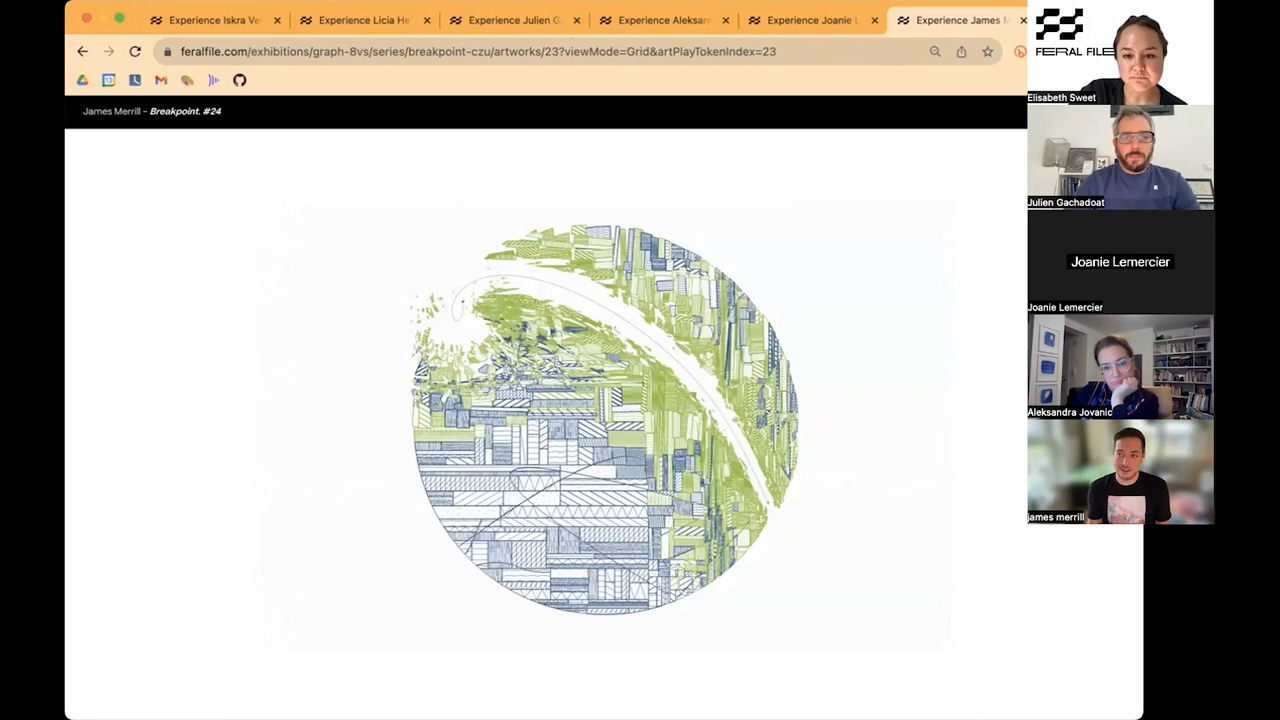 Experience Iskra Ve
Experience Licia He
Experience Julien G
Experience Aleksan
Experience Joanie L
Experience James M
feralfile.com/exhibitions/graph-8vs/series/breakpoint-czu/artworks/23?viewMode=Grid&artPlayTokenIndex=23
James Merrill – Breakpoint. #24
FERAL FILE
Elisabeth Sweet
Julien Gachadoat
Joanie Lemercier
Joanie Lemercier
Aleksandra Jovanic
james merrill